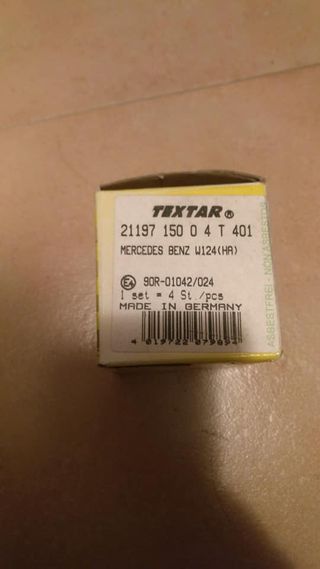 TEXTAR®
21197 150 0 4 T 401
MERCEDES BENZ W124(HA)
E4 90R-01042/024
1 set = 4 St./pcs
MADE IN GERMANY
4 019722 079894
ASBESTFREI - NON ASBESTOS